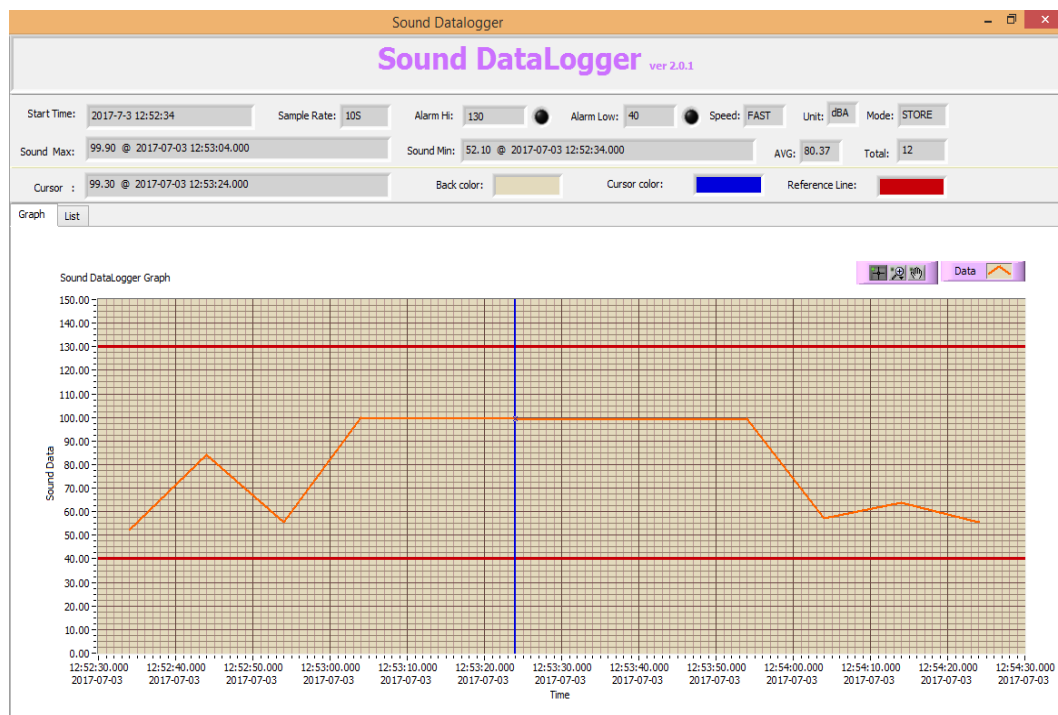 Sound Datalogger
Sound DataLogger ver 2.0.1
Start Time: 2017-7-3 12:52:34 Sample Rate: 10S Alarm Hi: 130 Alarm Low: 40 Speed: FAST Unit: dBA Mode: STORE
Sound Max: 99.90 @ 2017-07-03 12:53:04.000 Sound Min: 52.10 @ 2017-07-03 12:52:34.000 AVG: 80.37 Total: 12
Cursor : 99.30 @ 2017-07-03 12:53:24.000 Back color: Cursor color: Reference Line:
Graph List
Sound DataLogger Graph Data
150.00
140.00
130.00
120.00
110.00
100.00
90.00
80.00
70.00
60.00
50.00
40.00
30.00
20.00
10.00
0.00
Sound Data
12:52:30.000 12:52:40.000 12:52:50.000 12:53:00.000 12:53:10.000 12:53:20.000 12:53:30.000 12:53:40.000 12:53:50.000 12:54:00.000 12:54:10.000 12:54:20.000 12:54:30.000
2017-07-03 2017-07-03 2017-07-03 2017-07-03 2017-07-03 2017-07-03 2017-07-03 2017-07-03 2017-07-03 2017-07-03 2017-07-03 2017-07-03 2017-07-03
Time